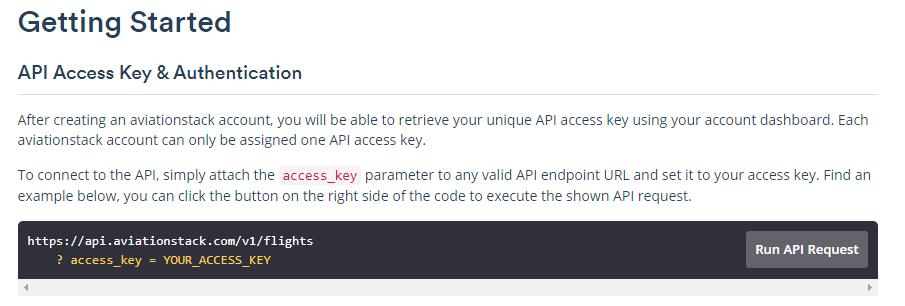 Getting Started
API Access Key & Authentication
After creating an aviationstack account, you will be able to retrieve your unique API access key using your account dashboard. Each
aviationstack account can only be assigned one API access key.
To connect to the API, simply attach the access_key parameter to any valid API endpoint URL and set it to your access key. Find an
example below, you can click the button on the right side of the code to execute the shown API request.
https://api.aviationstack.com/v1/flights
? access_key = YOUR_ACCESS_KEY
Run API Request